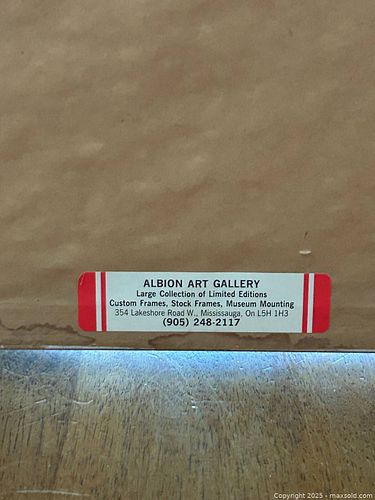 ALBION ART GALLERY
Large Collection of Limited Editions
Custom Frames, Stock Frames, Museum Mounting
354 Lakeshore Road W., Mississauga, On L5H 1H3
(905) 248-2117
Copyright 2025 - maxsold.com